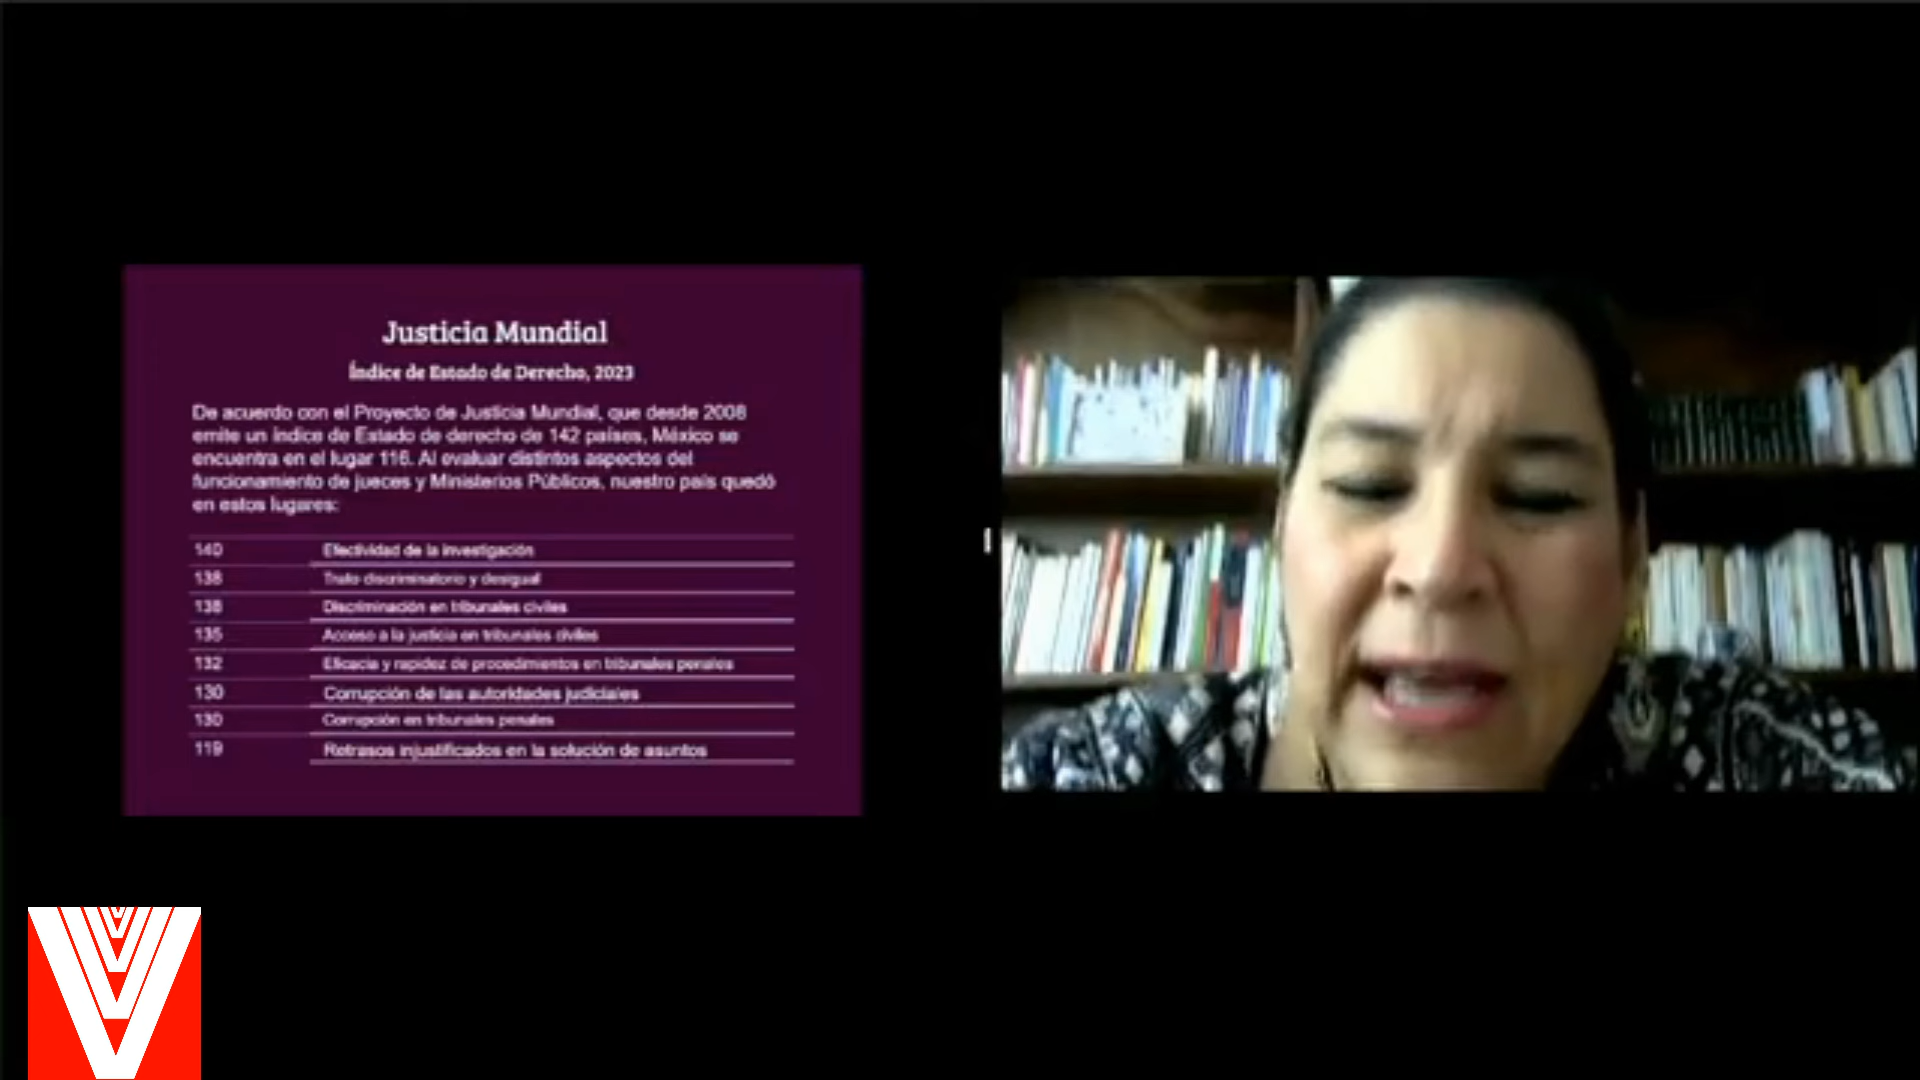 Justicia Mundial
Índice de Estado de Derecho, 2023
De acuerdo con el Proyecto de Justicia Mundial, que desde 2008
emite un índice de Estado de derecho de 142 países, México se
encuentra en el lugar 116. Al evaluar distintos aspectos del
funcionamiento de jueces y Ministerios Públicos, nuestro país quedó
en estos lugares:
140 Efectividad de la investigación
138 Trato discriminatorio y desigual
138 Discriminación en tribunales civiles
135 Acceso a la justicia en tribunales civiles
132 Eficacia y rapidez de procedimientos en tribunales penales
130 Corrupción de las autoridades judiciales
130 Corrupción en tribunales penales
119 Retrasos injustificados en la solución de asuntos